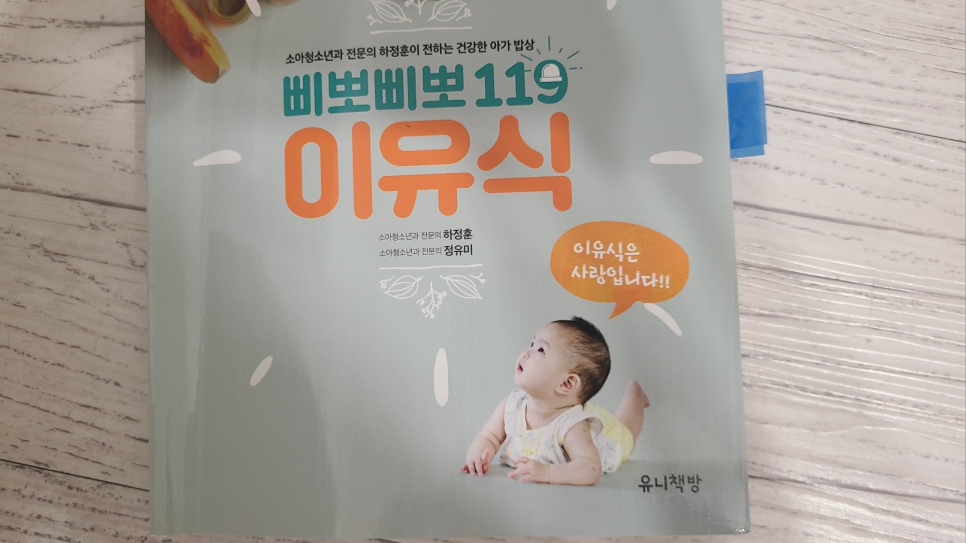 소아청소년과 전문의 하정훈이 전하는 건강한 아가 밥상
삐뽀삐뽀 119
이유식
소아청소년과 전문의 하정훈
소아청소년과 전문의 정유미
이유식은
사랑입니다!!
유니책방